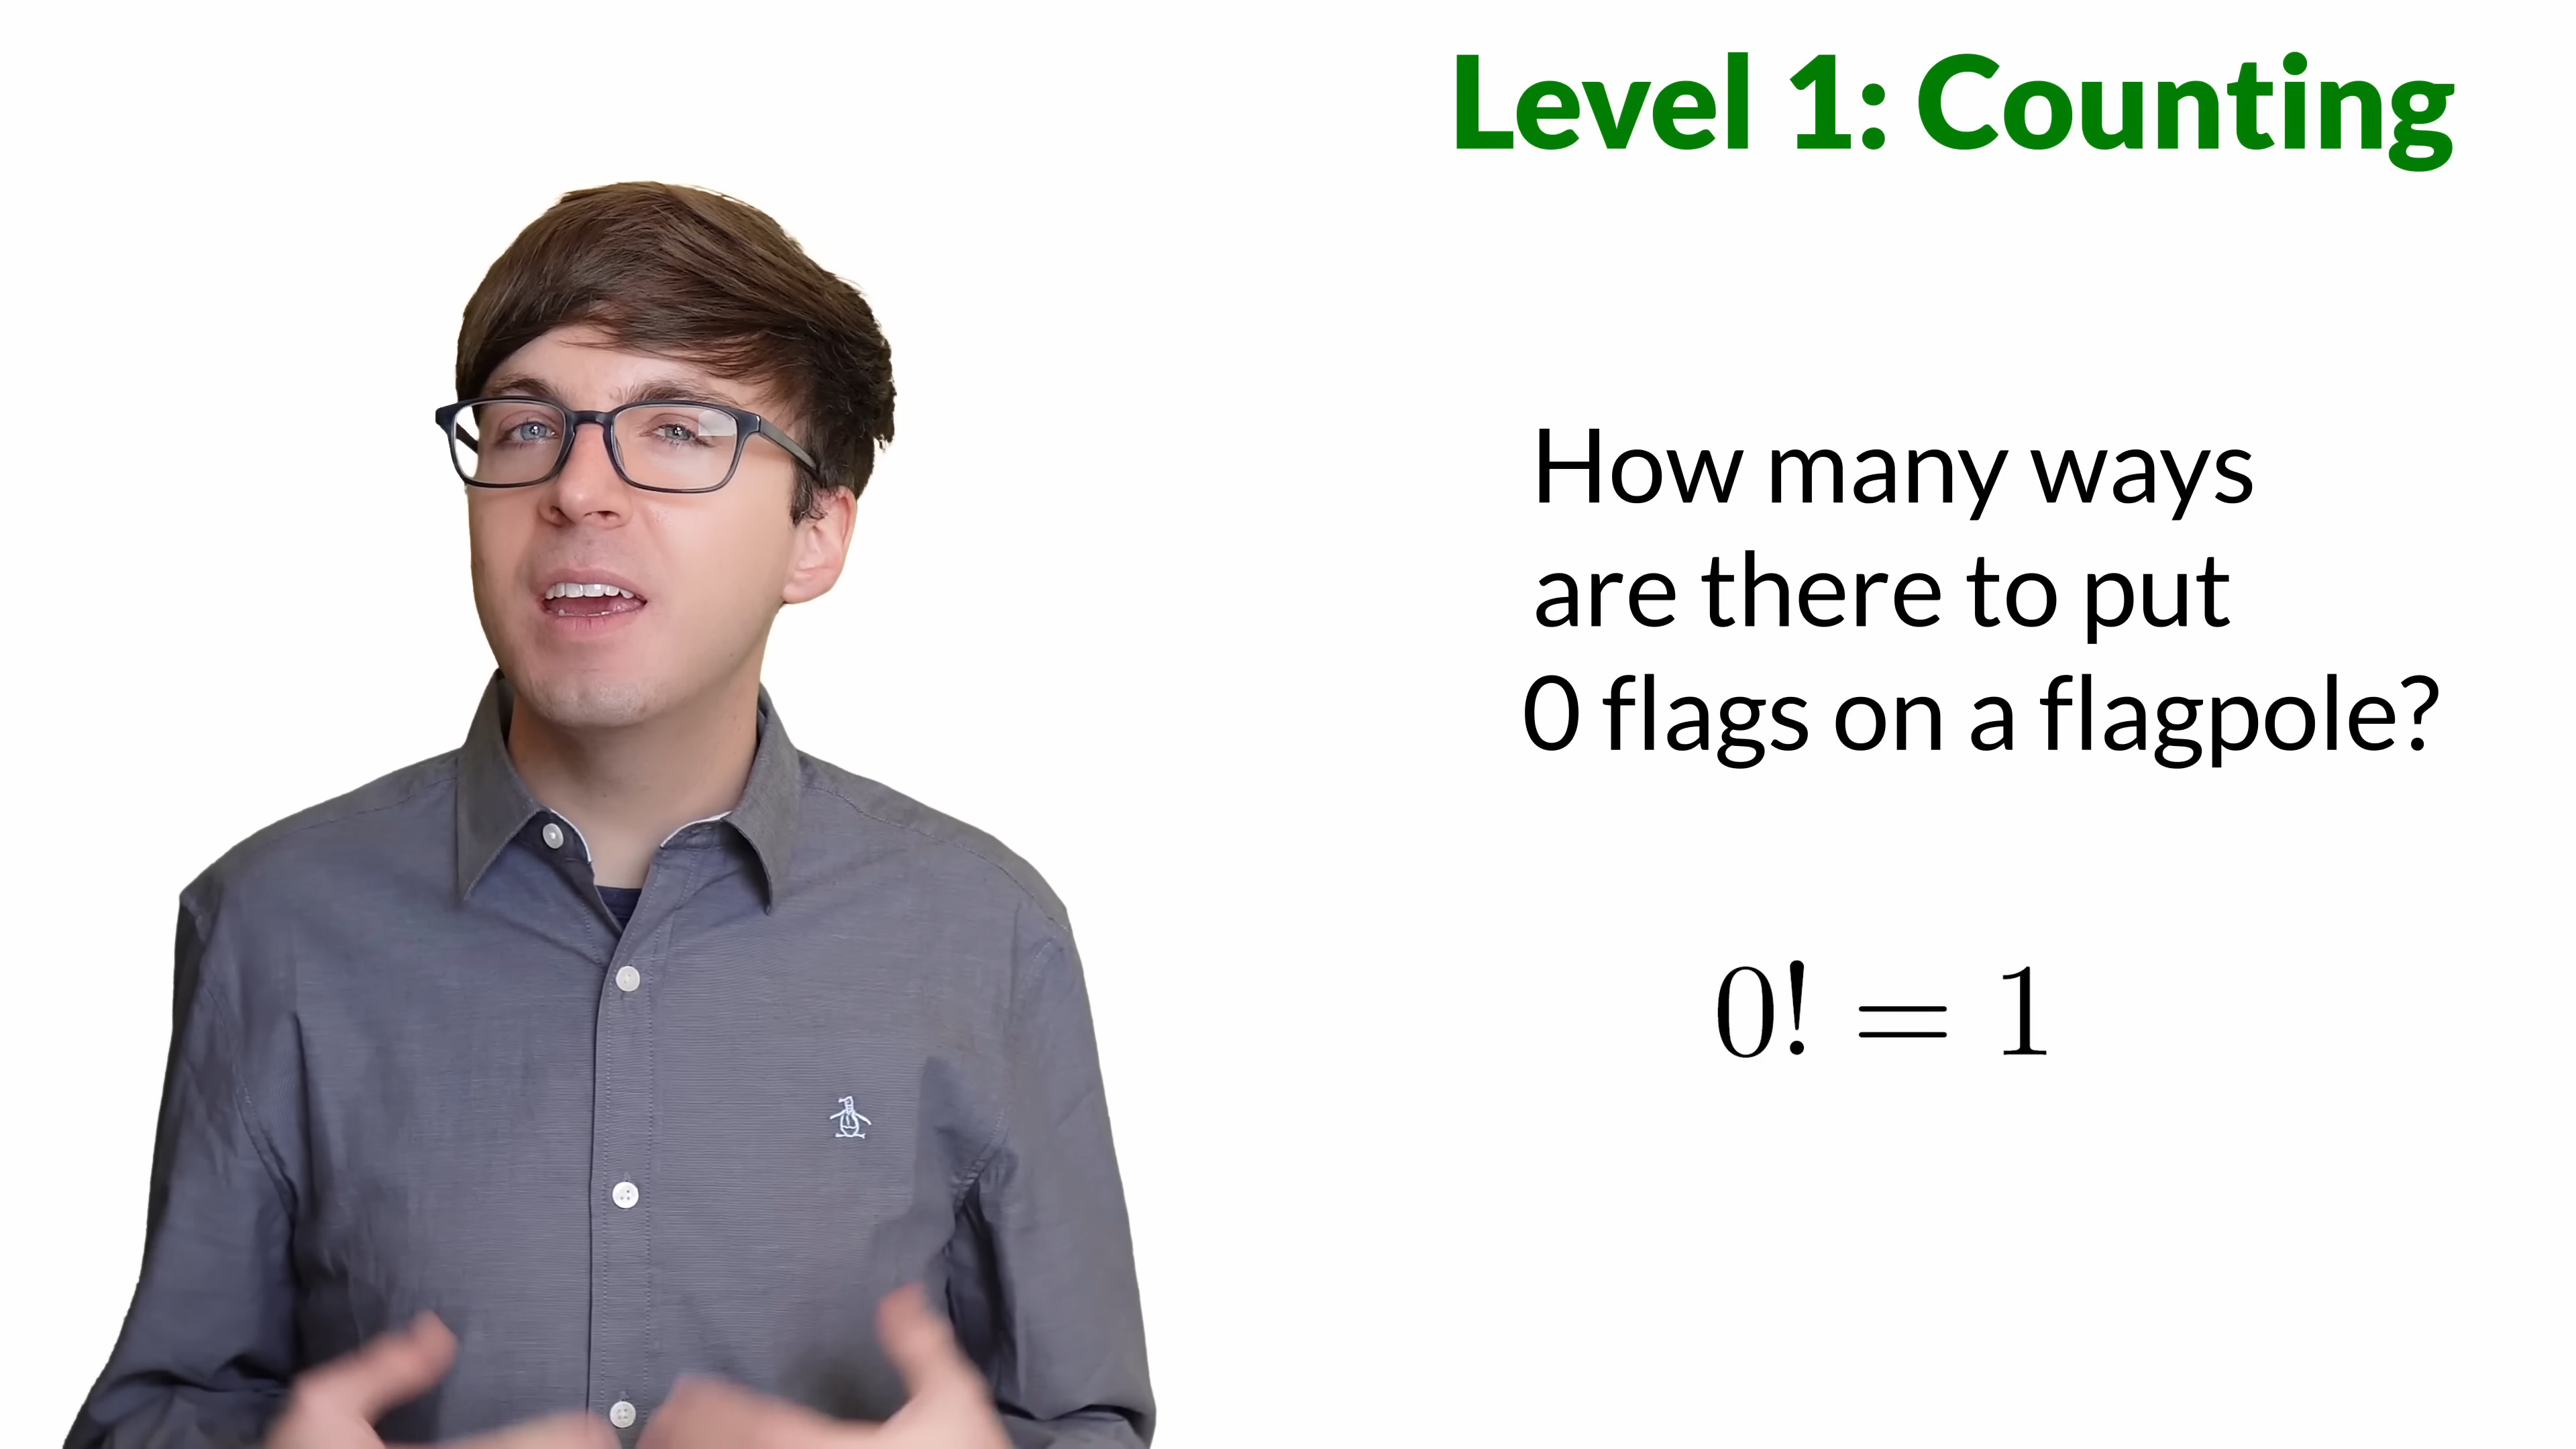 Level 1: Counting
How many ways
are there to put
0 flags on a flagpole?
0! = 1